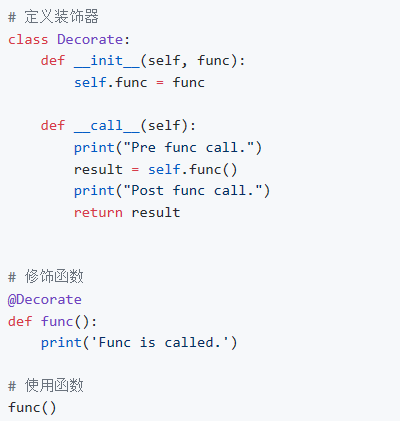 # 定义装饰器
class Decorate:
    def __init__(self, func):
        self.func = func

    def __call__(self):
        print("Pre func call.")
        result = self.func()
        print("Post func call.")
        return result


# 修饰函数
@Decorate
def func():
    print('Func is called.')

# 使用函数
func()